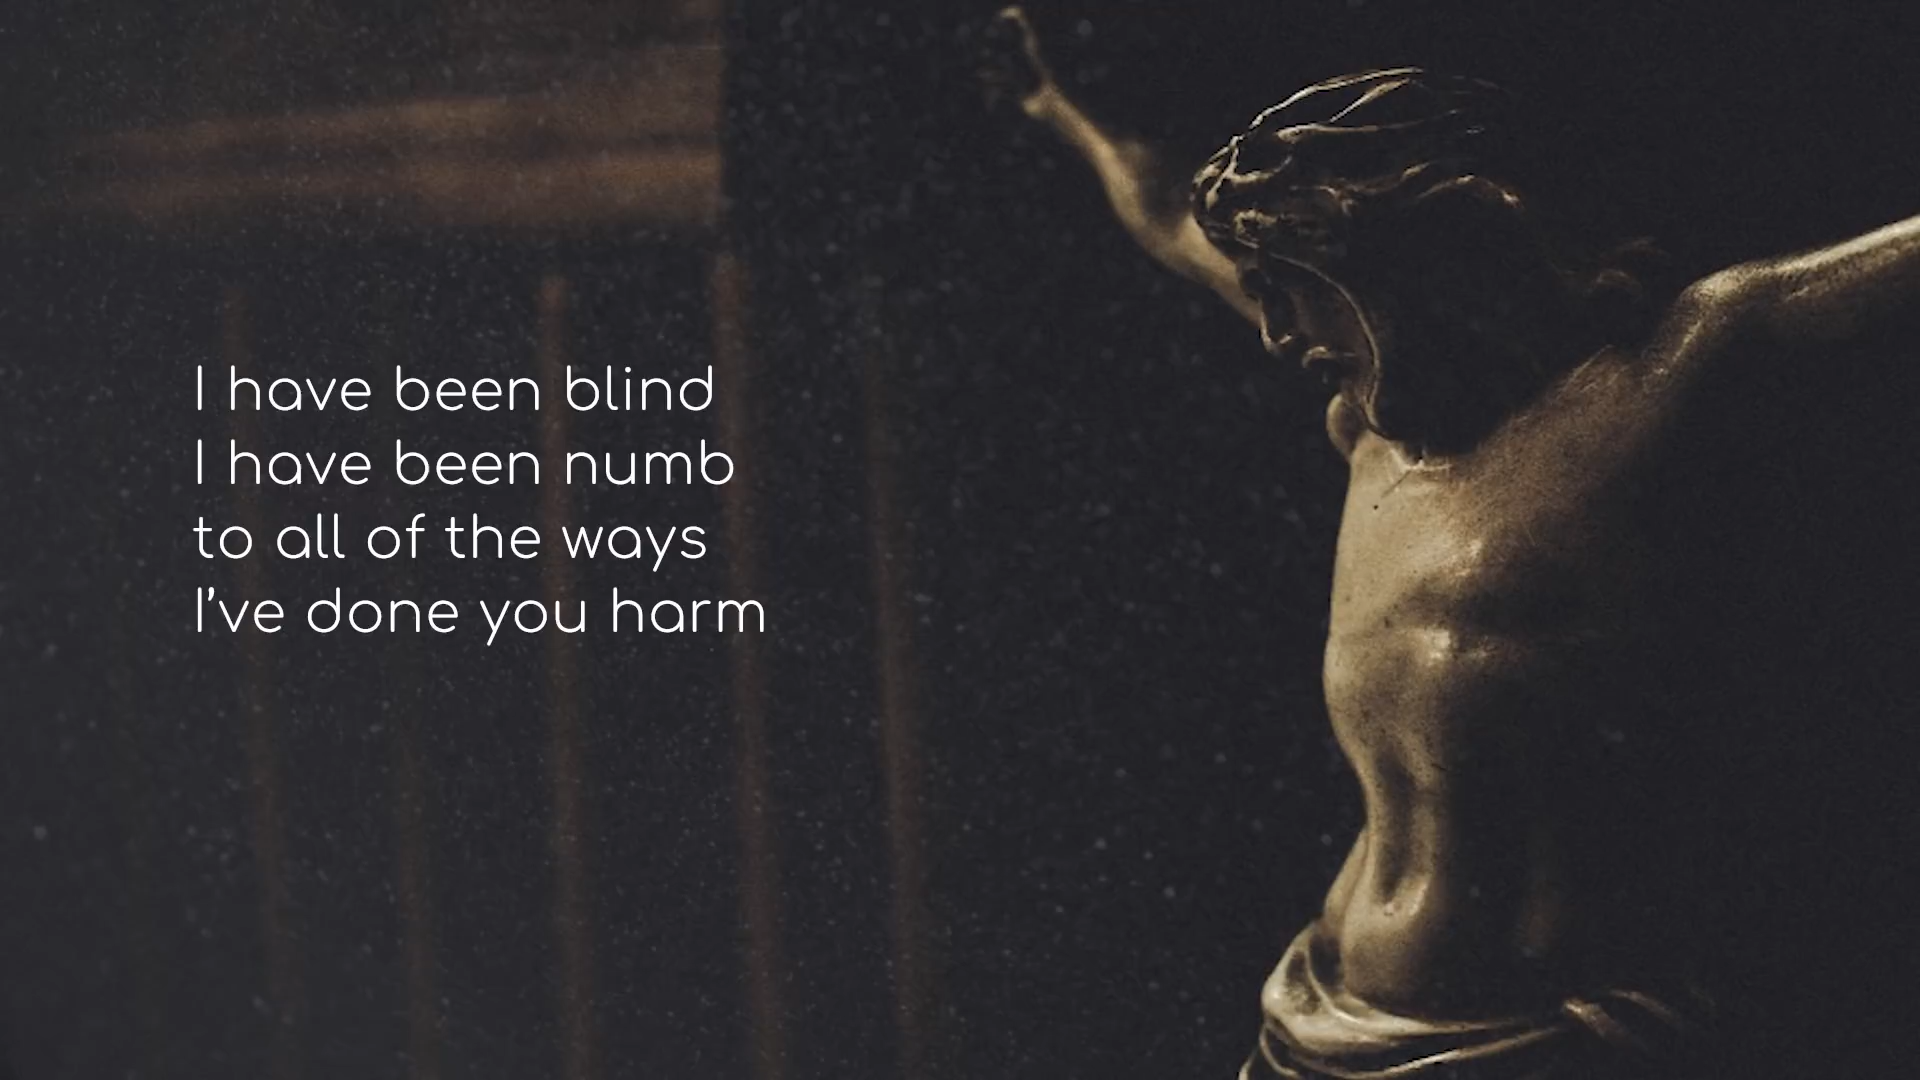 I have been blind
I have been numb
to all of the ways
I’ve done you harm